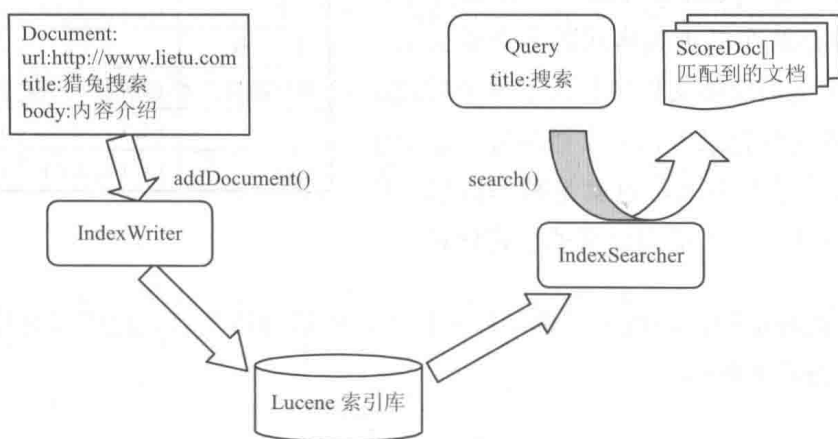 Document:
url:http://www.lietu.com
title:猎兔搜索
body:内容介绍
addDocument()
IndexWriter
Query
title:搜索
ScoreDoc[]
匹配到的文档
search()
IndexSearcher
Lucene 索引库